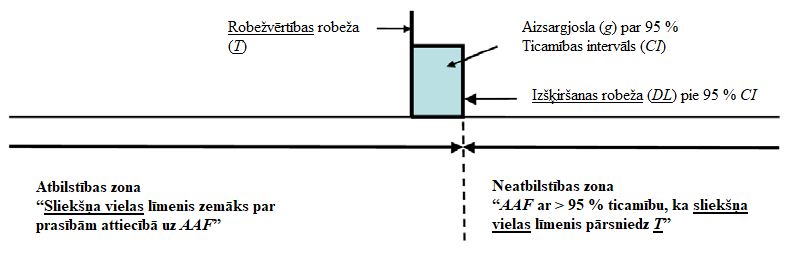 Robežvērtības robeža
(T)
Aizsargjosla (g) par 95 %
Ticamības intervāls (CI)
Izšķiršanas robeža (DL) pie 95 % CI
Atbilstības zona
“Sliekšņa vielas līmenis zemāks par
prasībām attiecībā uz AAF”
Neatbilstības zona
“AAF ar > 95 % ticamību, ka sliekšņa
vielas līmenis pārsniedz T”